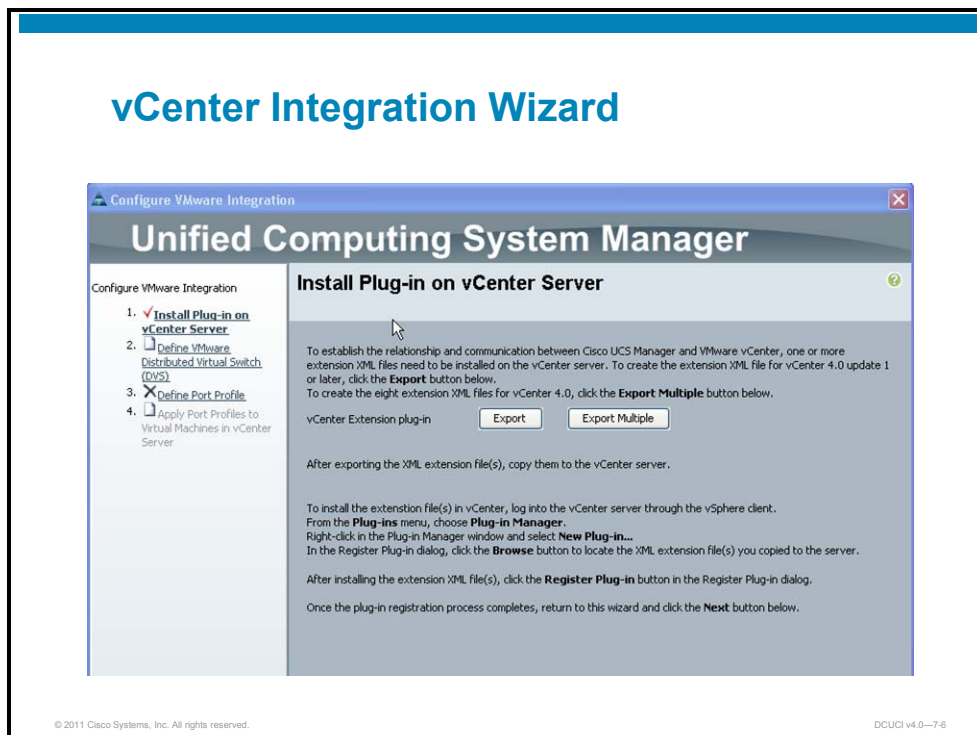 vCenter Integration Wizard
Configure VMware Integration
Unified Computing System Manager
Configure VMware Integration
1. Install Plug-in on
vCenter Server
2. Define VMware
Distributed Virtual Switch
(DVS)
3. Define Port Profile
4. Apply Port Profiles to
Virtual Machines in vCenter
Server
Install Plug-in on vCenter Server
?
To establish the relationship and communication between Cisco UCS Manager and VMware vCenter, one or more
extension XML files need to be installed on the vCenter server. To create the extension XML file for vCenter 4.0 update 1
or later, click the Export button below.
To create the eight extension XML files for vCenter 4.0, click the Export Multiple button below.
vCenter Extension plug-in Export Export Multiple
After exporting the XML extension file(s), copy them to the vCenter server.
To install the extenstion file(s) in vCenter, log into the vCenter server through the vSphere client.
From the Plug-ins menu, choose Plug-in Manager.
Right-click in the Plug-in Manager window and select New Plug-in...
In the Register Plug-in dialog, click the Browse button to locate the XML extension file(s) you copied to the server.
After installing the extension XML file(s), click the Register Plug-in button in the Register Plug-in dialog.
Once the plug-in registration process completes, return to this wizard and click the Next button below.
© 2011 Cisco Systems, Inc. All rights reserved.
DCUCI v4.0—7-6